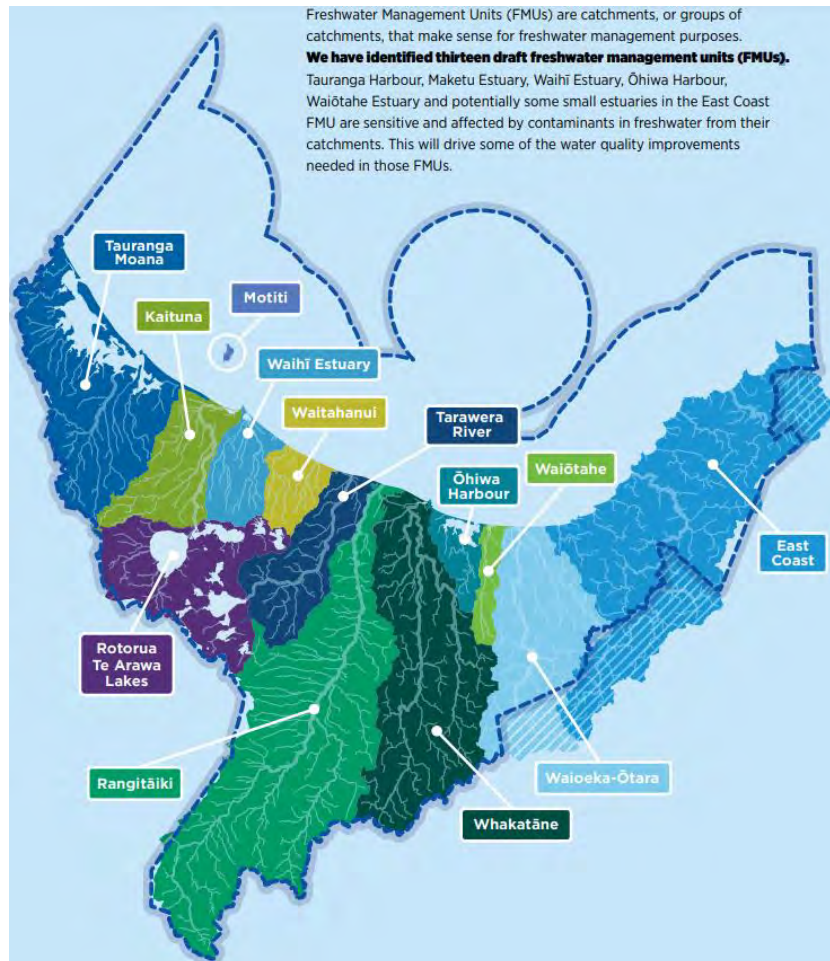 Freshwater Management Units (FMUs) are catchments, or groups of
catchments, that make sense for freshwater management purposes.
We have identified thirteen draft freshwater management units (FMUs).
Tauranga Harbour, Maketu Estuary, Waihī Estuary, Ōhiwa Harbour,
Waiōtahe Estuary and potentially some small estuaries in the East Coast
FMU are sensitive and affected by contaminants in freshwater from their
catchments. This will drive some of the water quality improvements
needed in those FMUs.
Tauranga
Moana
Motiti
Kaituna
Waihī Estuary
Waitahanui
Tarawera
River
Ōhiwa
Harbour
Waiōtahe
East
Coast
Rotorua
Te Arawa
Lakes
Rangitāiki
Waioeka-Ōtara
Whakatāne